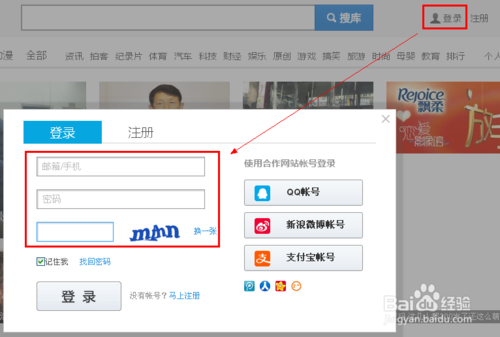 搜库
登录 注册
动漫 全部 资讯 拍客 纪录片 体育 汽车 科技 财经 娱乐 原创 游戏 搞笑 旅游 时尚 母婴 教育 排行 个人
Rejoice
飘柔
登录 注册
邮箱/手机
密码
换一张
记住我 找回密码
登录
没有帐号？马上注册
使用合作网站帐号登录
QQ帐号
新浪微博帐号
支付宝帐号
Baidu 经验
jingyan.baidu.com